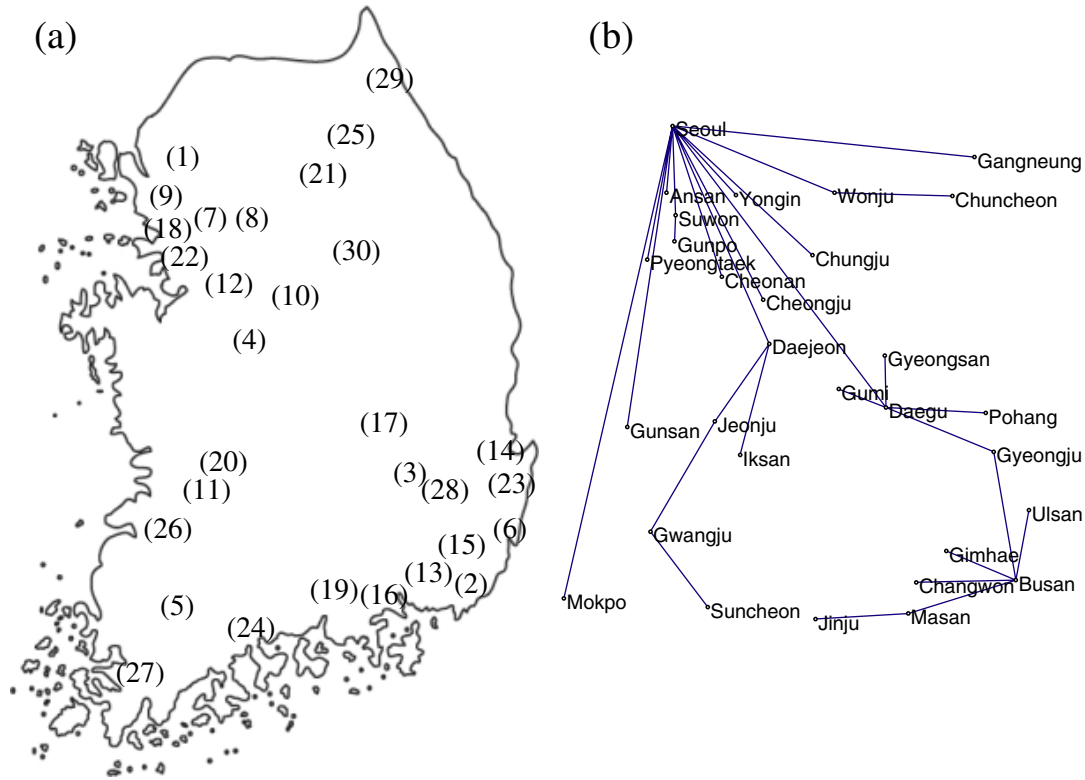 (a)
(29)
(25)
(1)
(21)
(9)
(7)
(8)
(18)
(30)
(22)
(12)
(10)
(4)
(17)
(14)
(20)
(3)
(23)
(11)
(28)
(26)
(6)
(15)
(13)
(2)
(19)
(16)
(5)
(24)
(27)
(b)
Seoul
Gangneung
Ansan
Yongin
Wonju
Chuncheon
Suwon
Gunpo
Pyeongtaek
Chungju
Cheonan
Cheongju
Daejeon
Gyeongsan
Gumi
Daegu
Pohang
Gunsan
Jeonju
Iksan
Gyeongju
Ulsan
Gwangju
Gimhae
Changwon
Busan
Mokpo
Suncheon
Jinju
Masan